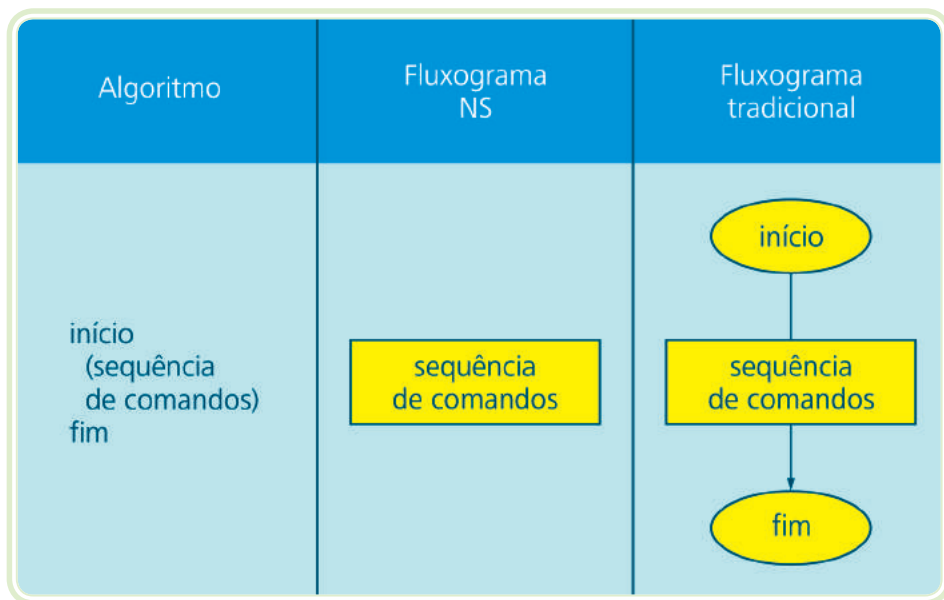 Algoritmo
Fluxograma
NS
Fluxograma
tradicional
início
(sequência
de comandos)
fim
sequência
de comandos
início
sequência
de comandos
fim